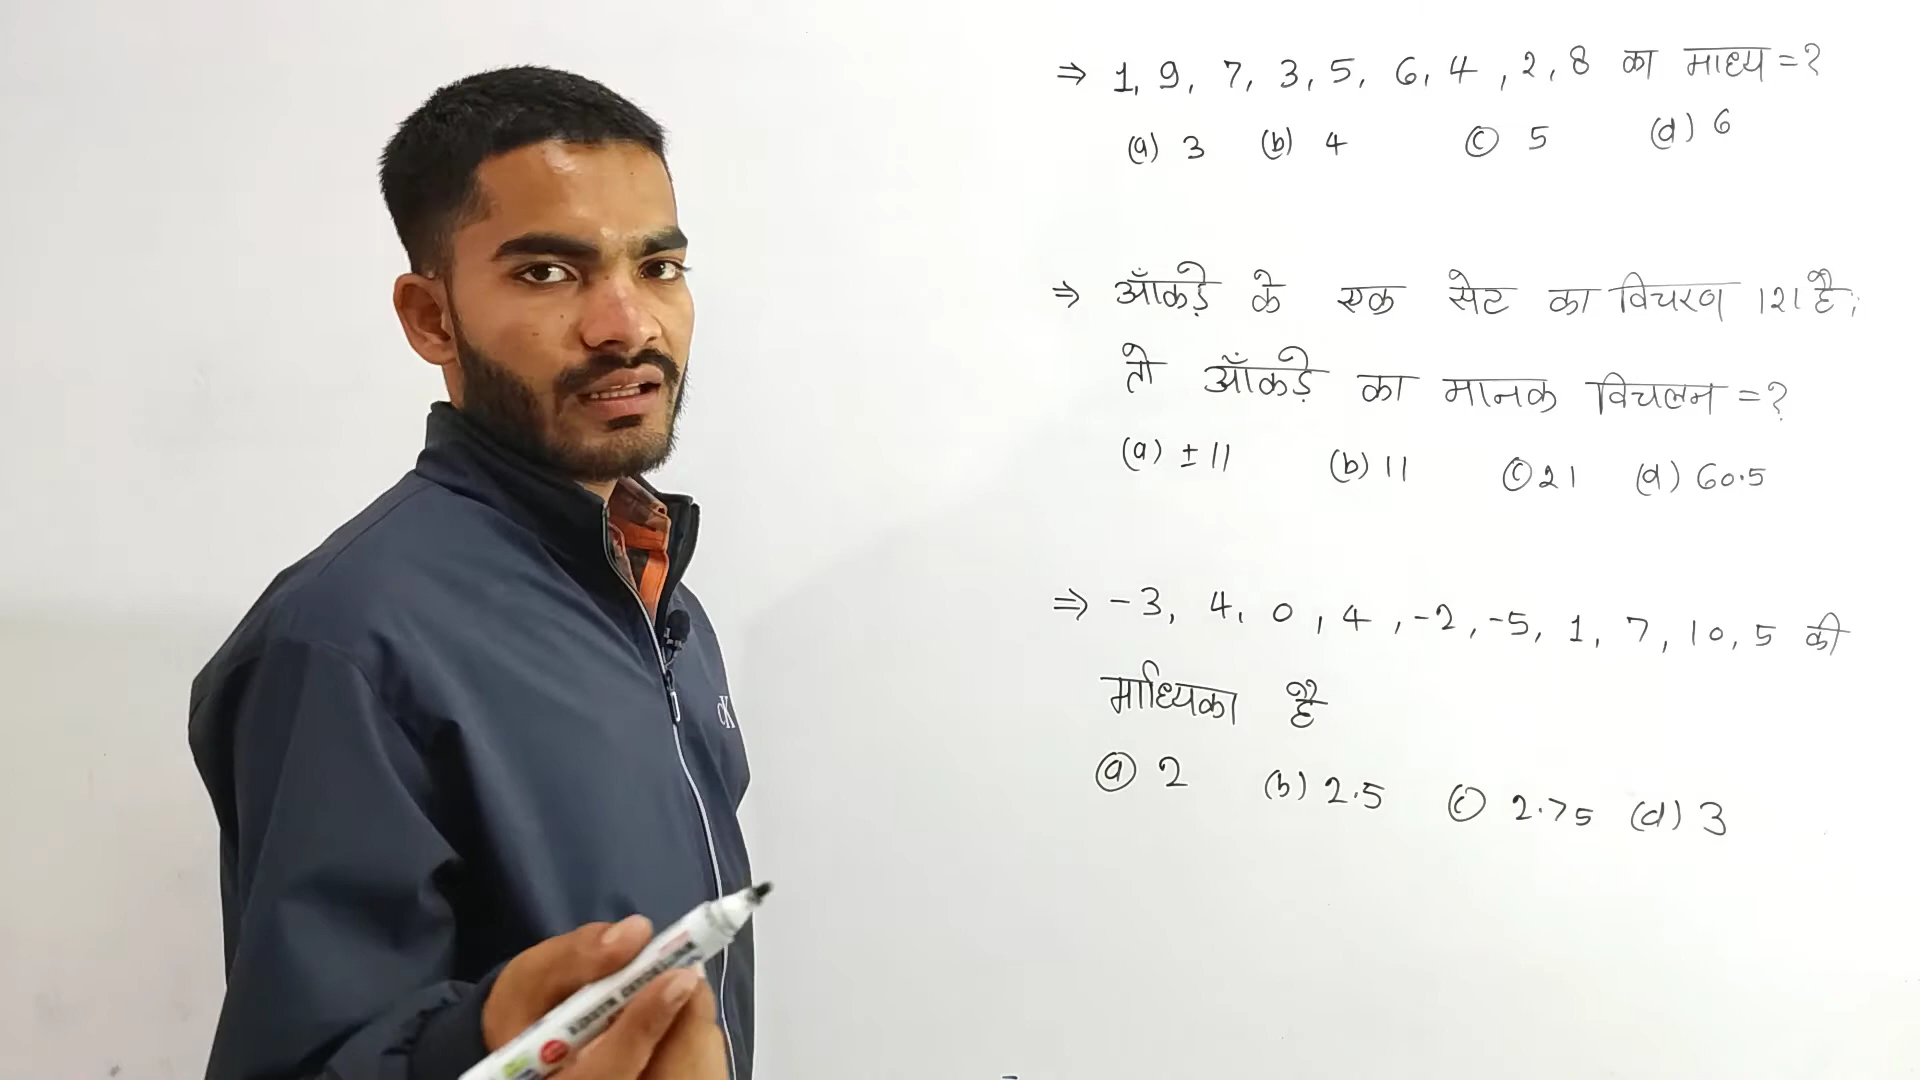 ⇒ 1, 9, 7, 3, 5, 6, 4, 2, 8 का माध्य = ?
(a) 3 (b) 4 (c) 5 (d) 6
⇒ आँकड़े के एक सेट का विचरण 121 है,
तो आँकड़े का मानक विचलन = ?
(a) ±11 (b) 11 (c) 21 (d) 60.5
⇒ -3, 4, 0, 4, -2, -5, 1, 7, 10, 5 की
माध्यिका है
(a) 2 (b) 2.5 (c) 2.75 (d) 3
cK